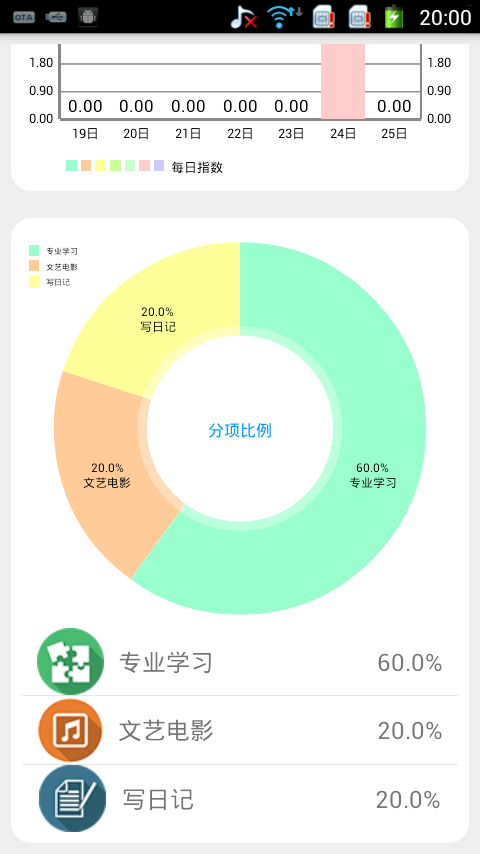 OTA 20:00
1.80 1.80
0.90 0.90
0.00 0.00 0.00 0.00 0.00 0.00
0.00 0.00
19日 20日 21日 22日 23日 24日 25日
每日指数
专业学习
文艺电影
写日记
20.0%
写日记
分项比例
20.0%
文艺电影
60.0%
专业学习
专业学习 60.0%
文艺电影 20.0%
写日记 20.0%